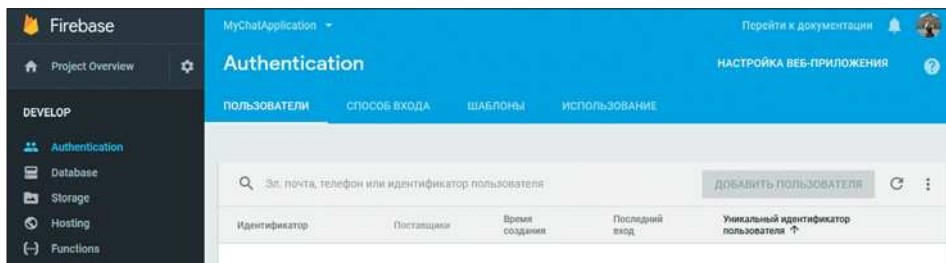 Firebase
MyChatApplication
Перейти к документации
Project Overview
Authentication
НАСТРОЙКА ВЕБ-ПРИЛОЖЕНИЯ
DEVELOP
ПОЛЬЗОВАТЕЛИ СПОСОБ ВХОДА ШАБЛОНЫ ИСПОЛЬЗОВАНИЕ
Authentication
Database
Storage
Hosting
Functions
Эл. почта, телефон или идентификатор пользователя
ДОБАВИТЬ ПОЛЬЗОВАТЕЛЯ
Идентификатор
Поставщики
Время
создания
Последний
вход
Уникальный идентификатор
пользователя ↑